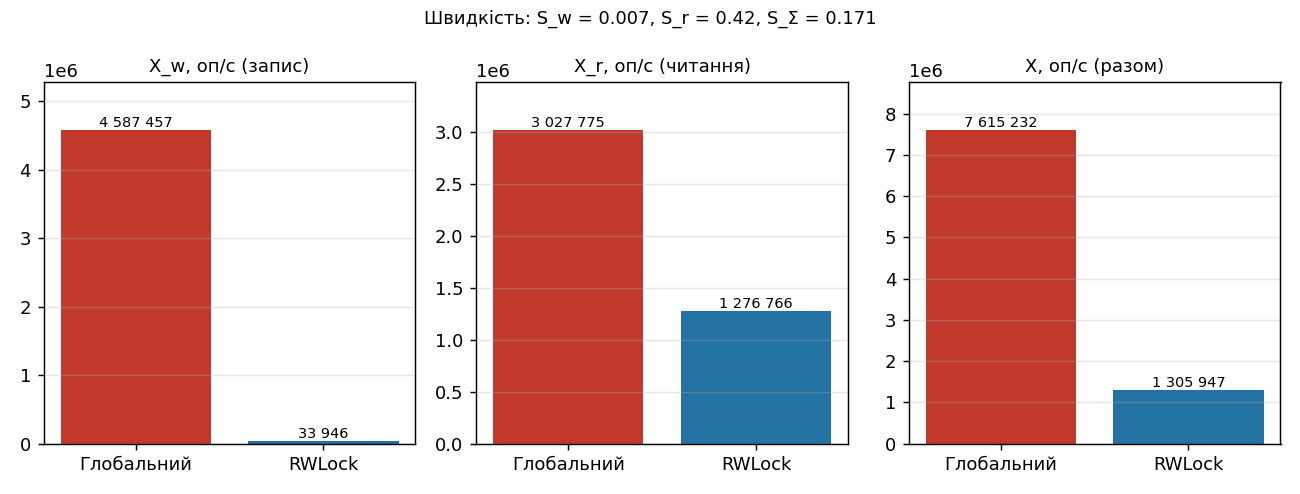 Швидкість: S_w = 0.007, S_r = 0.42, S_Σ = 0.171
X_w, оп/с (запис)
1e6
5
4
3
2
1
0
4 587 457
33 946
Глобальний
RWLock
X_r, оп/с (читання)
1e6
3.0
2.5
2.0
1.5
1.0
0.5
0.0
3 027 775
1 276 766
Глобальний
RWLock
X, оп/с (разом)
1e6
8
7
6
5
4
3
2
1
0
7 615 232
1 305 947
Глобальний
RWLock